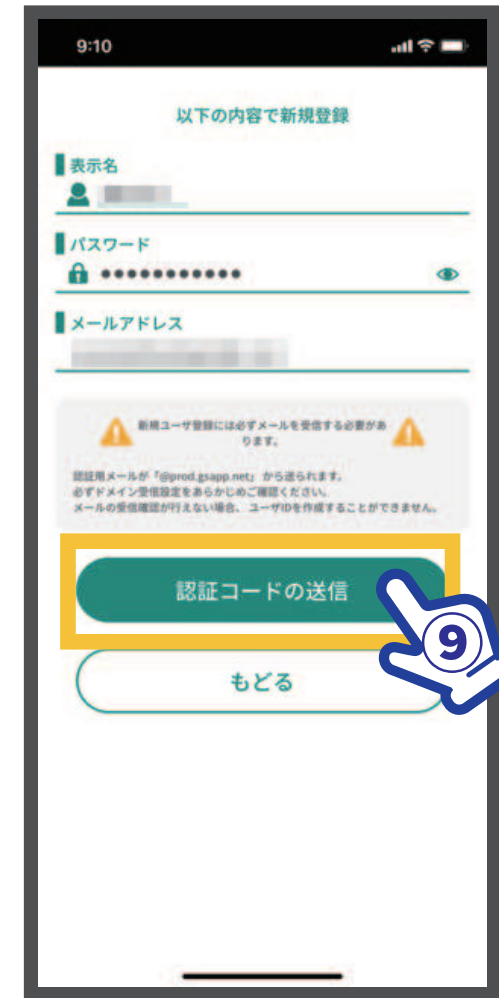 9:10
以下の内容で新規登録
表示名
パスワード
●●●●●●●●●●●
メールアドレス
新規ユーザ登録には必ずメールを受信する必要があ
ります。
認証用メールが「@prod.gsapp.net」から送られます。
必ずドメイン受信設定をあらかじめご確認ください。
メールの受信確認が行えない場合、ユーザIDを作成することができません。
認証コードの送信
9
もどる